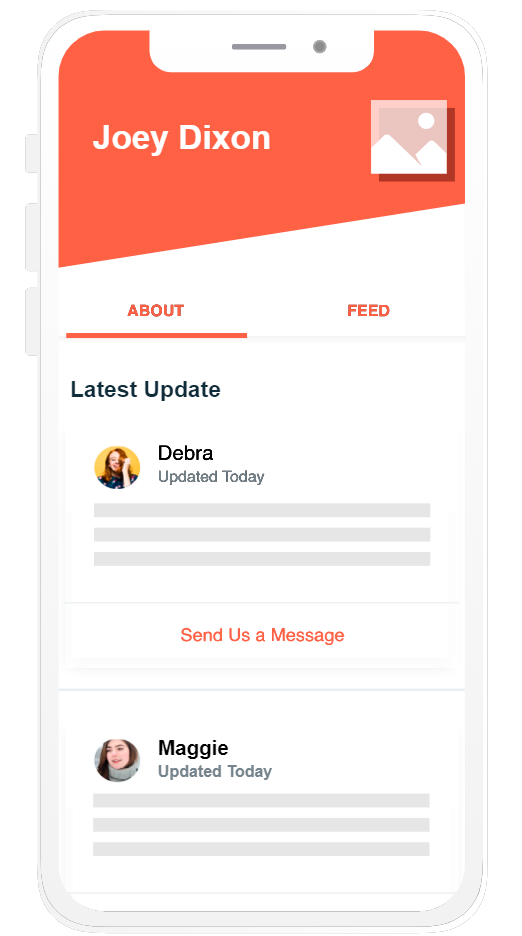 Joey Dixon
ABOUT
FEED
Latest Update
Debra
Updated Today
Send Us a Message
Maggie
Updated Today